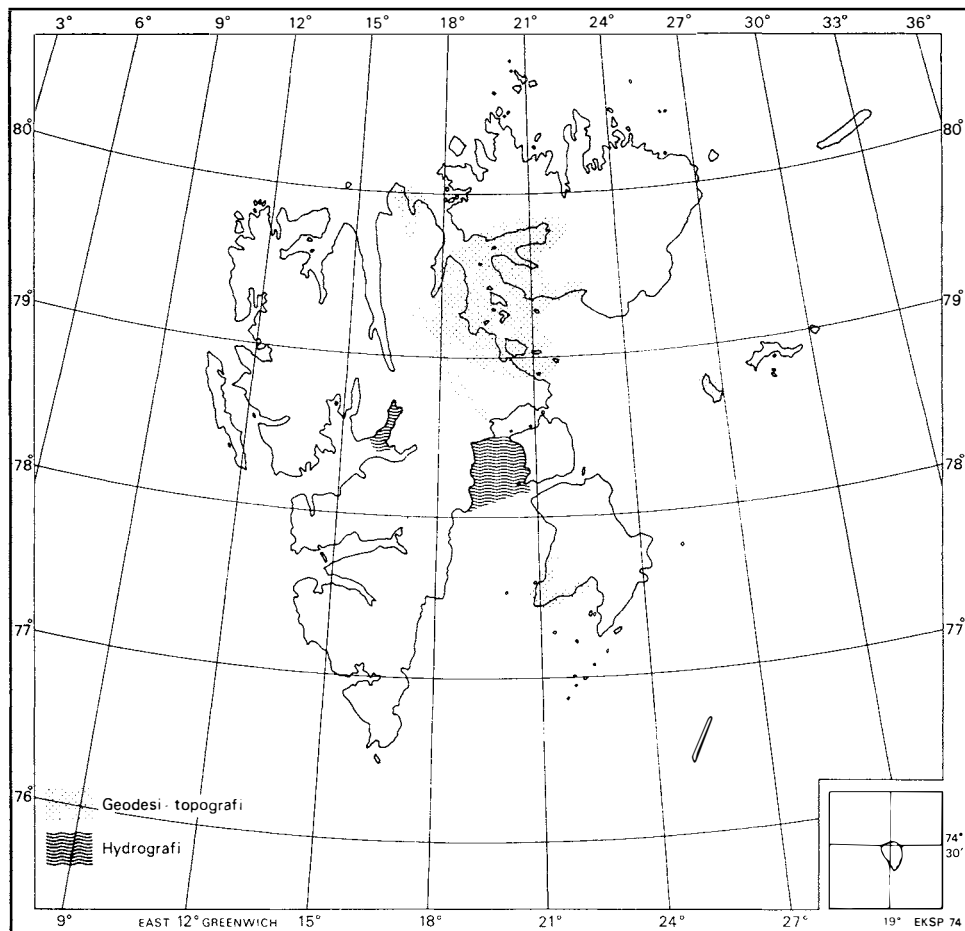 3° 6° 9° 12° 15° 18° 21° 24° 27° 30° 33° 36°
80° 80°
79° 79°
78° 78°
77° 77°
76°
Geodesi - topografi
Hydrografi
74°
30'
9° EAST 12° GREENWICH 15° 18° 21° 24° 27° 19° EKSP 74